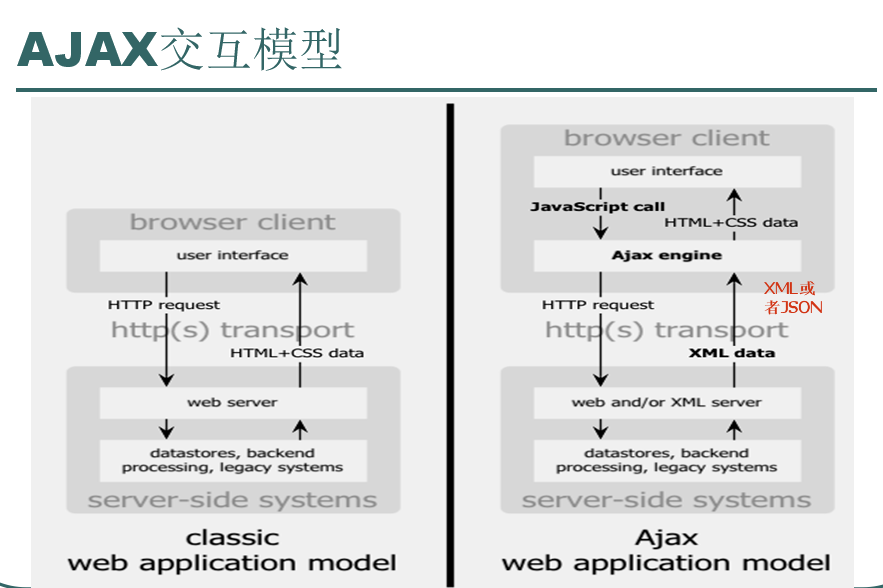 AJAX交互模型
browser client
user interface
HTTP request
http(s) transport
HTML+CSS data
web server
datastores, backend
processing, legacy systems
server-side systems
classic
web application model
browser client
user interface
JavaScript call
HTML+CSS data
Ajax engine
XML或
者JSON
HTTP request
http(s) transport
XML data
web and/or XML server
datastores, backend
processing, legacy systems
server-side systems
Ajax
web application model